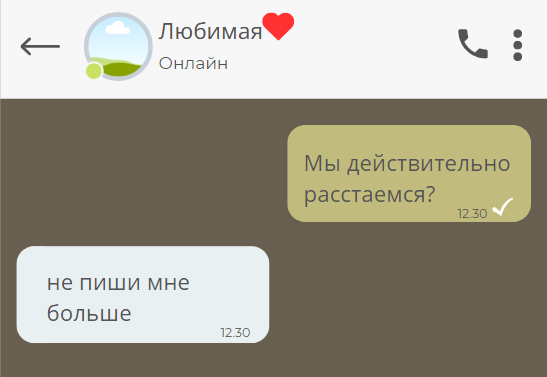 Любимая❤
Онлайн
Мы действительно
расстаемся?
12.30
не пиши мне
больше
12.30